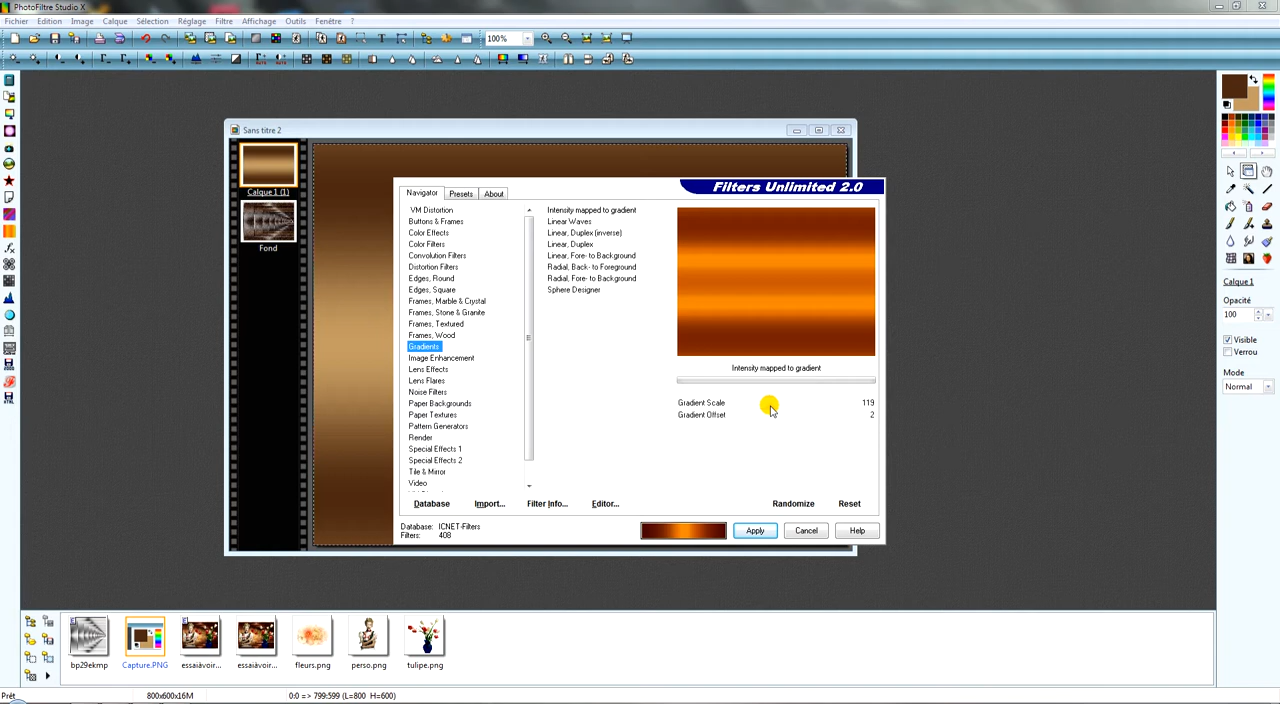 PhotoFiltre Studio X
Fichier Edition Image Calque Sélection Réglage Filtre Affichage Outils Fenêtre ?
100%
Sans titre 2
Calque 1 (1)
Fond
Navigator Presets About
Filters Unlimited 2.0
VM Distortion
Buttons & Frames
Color Effects
Color Filters
Convolution Filters
Distortion Filters
Edges, Round
Edges, Square
Frames, Marble & Crystal
Frames, Stone & Granite
Frames, Textured
Frames, Wood
Gradients
Image Enhancement
Lens Effects
Lens Flares
Noise Filters
Paper Backgrounds
Paper Textures
Pattern Generators
Render
Special Effects 1
Special Effects 2
Tile & Mirror
Video
Intensity mapped to gradient
Linear Waves
Linear, Duplex (inverse)
Linear, Duplex
Linear, Fore- to Background
Radial, Back- to Foreground
Radial, Fore- to Background
Sphere Designer
Intensity mapped to gradient
Gradient Scale 119
Gradient Offset 2
Database Import... Filter Info... Editor... Randomize Reset
Database: ICNET-Filters
Filters: 408
Apply Cancel Help
Calque 1
Opacité
100
Visible
Verrou
Mode
Normal
bp29ekmp Capture.PNG essaiàvoir... essaiàvoir... fleurs.png perso.png tulipe.png
Prêt 800x600x16M 0:0 => 799:599 (L=800 H=600)